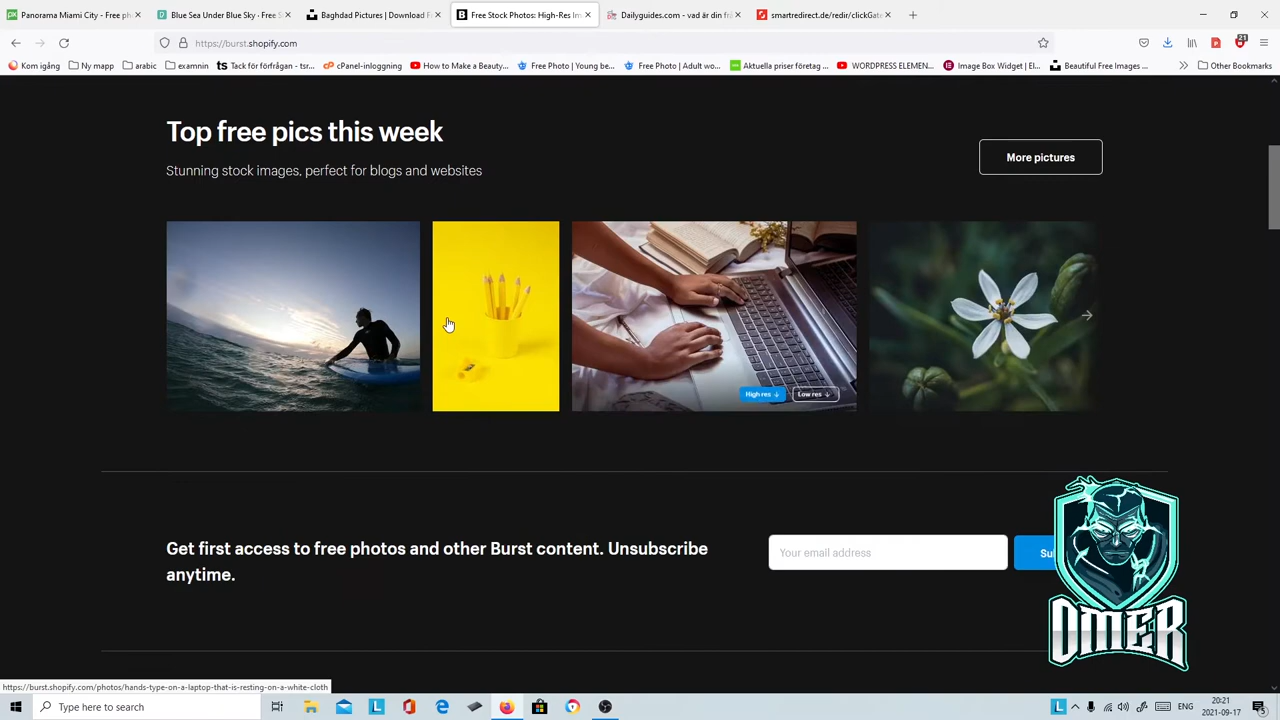 Panorama Miami City - Free ph
Blue Sea Under Blue Sky · Free S
Baghdad Pictures | Download F
Free Stock Photos: High-Res Im
Dailyguides.com - vad är din frå
smartredirect.de/redir/clickGate
https://burst.shopify.com
21
Kom igång
Ny mapp
arabic
examnin
Tack för förfrågan - tsr...
cPanel-inloggning
How to Make a Beauty...
Free Photo | Young be...
Free Photo | Adult wo...
Aktuella priser företag ...
WORDPRESS ELEMEN...
Image Box Widget | El...
Beautiful Free Images ...
Other Bookmarks
Top free pics this week
Stunning stock images, perfect for blogs and websites
More pictures
High res ↓
Low res ↓
Get first access to free photos and other Burst content. Unsubscribe
anytime.
Your email address
Su
OMER
https://burst.shopify.com/photos/hands-type-on-a-laptop-that-is-resting-on-a-white-cloth
Type here to search
ENG
20:21
2021-09-17
5